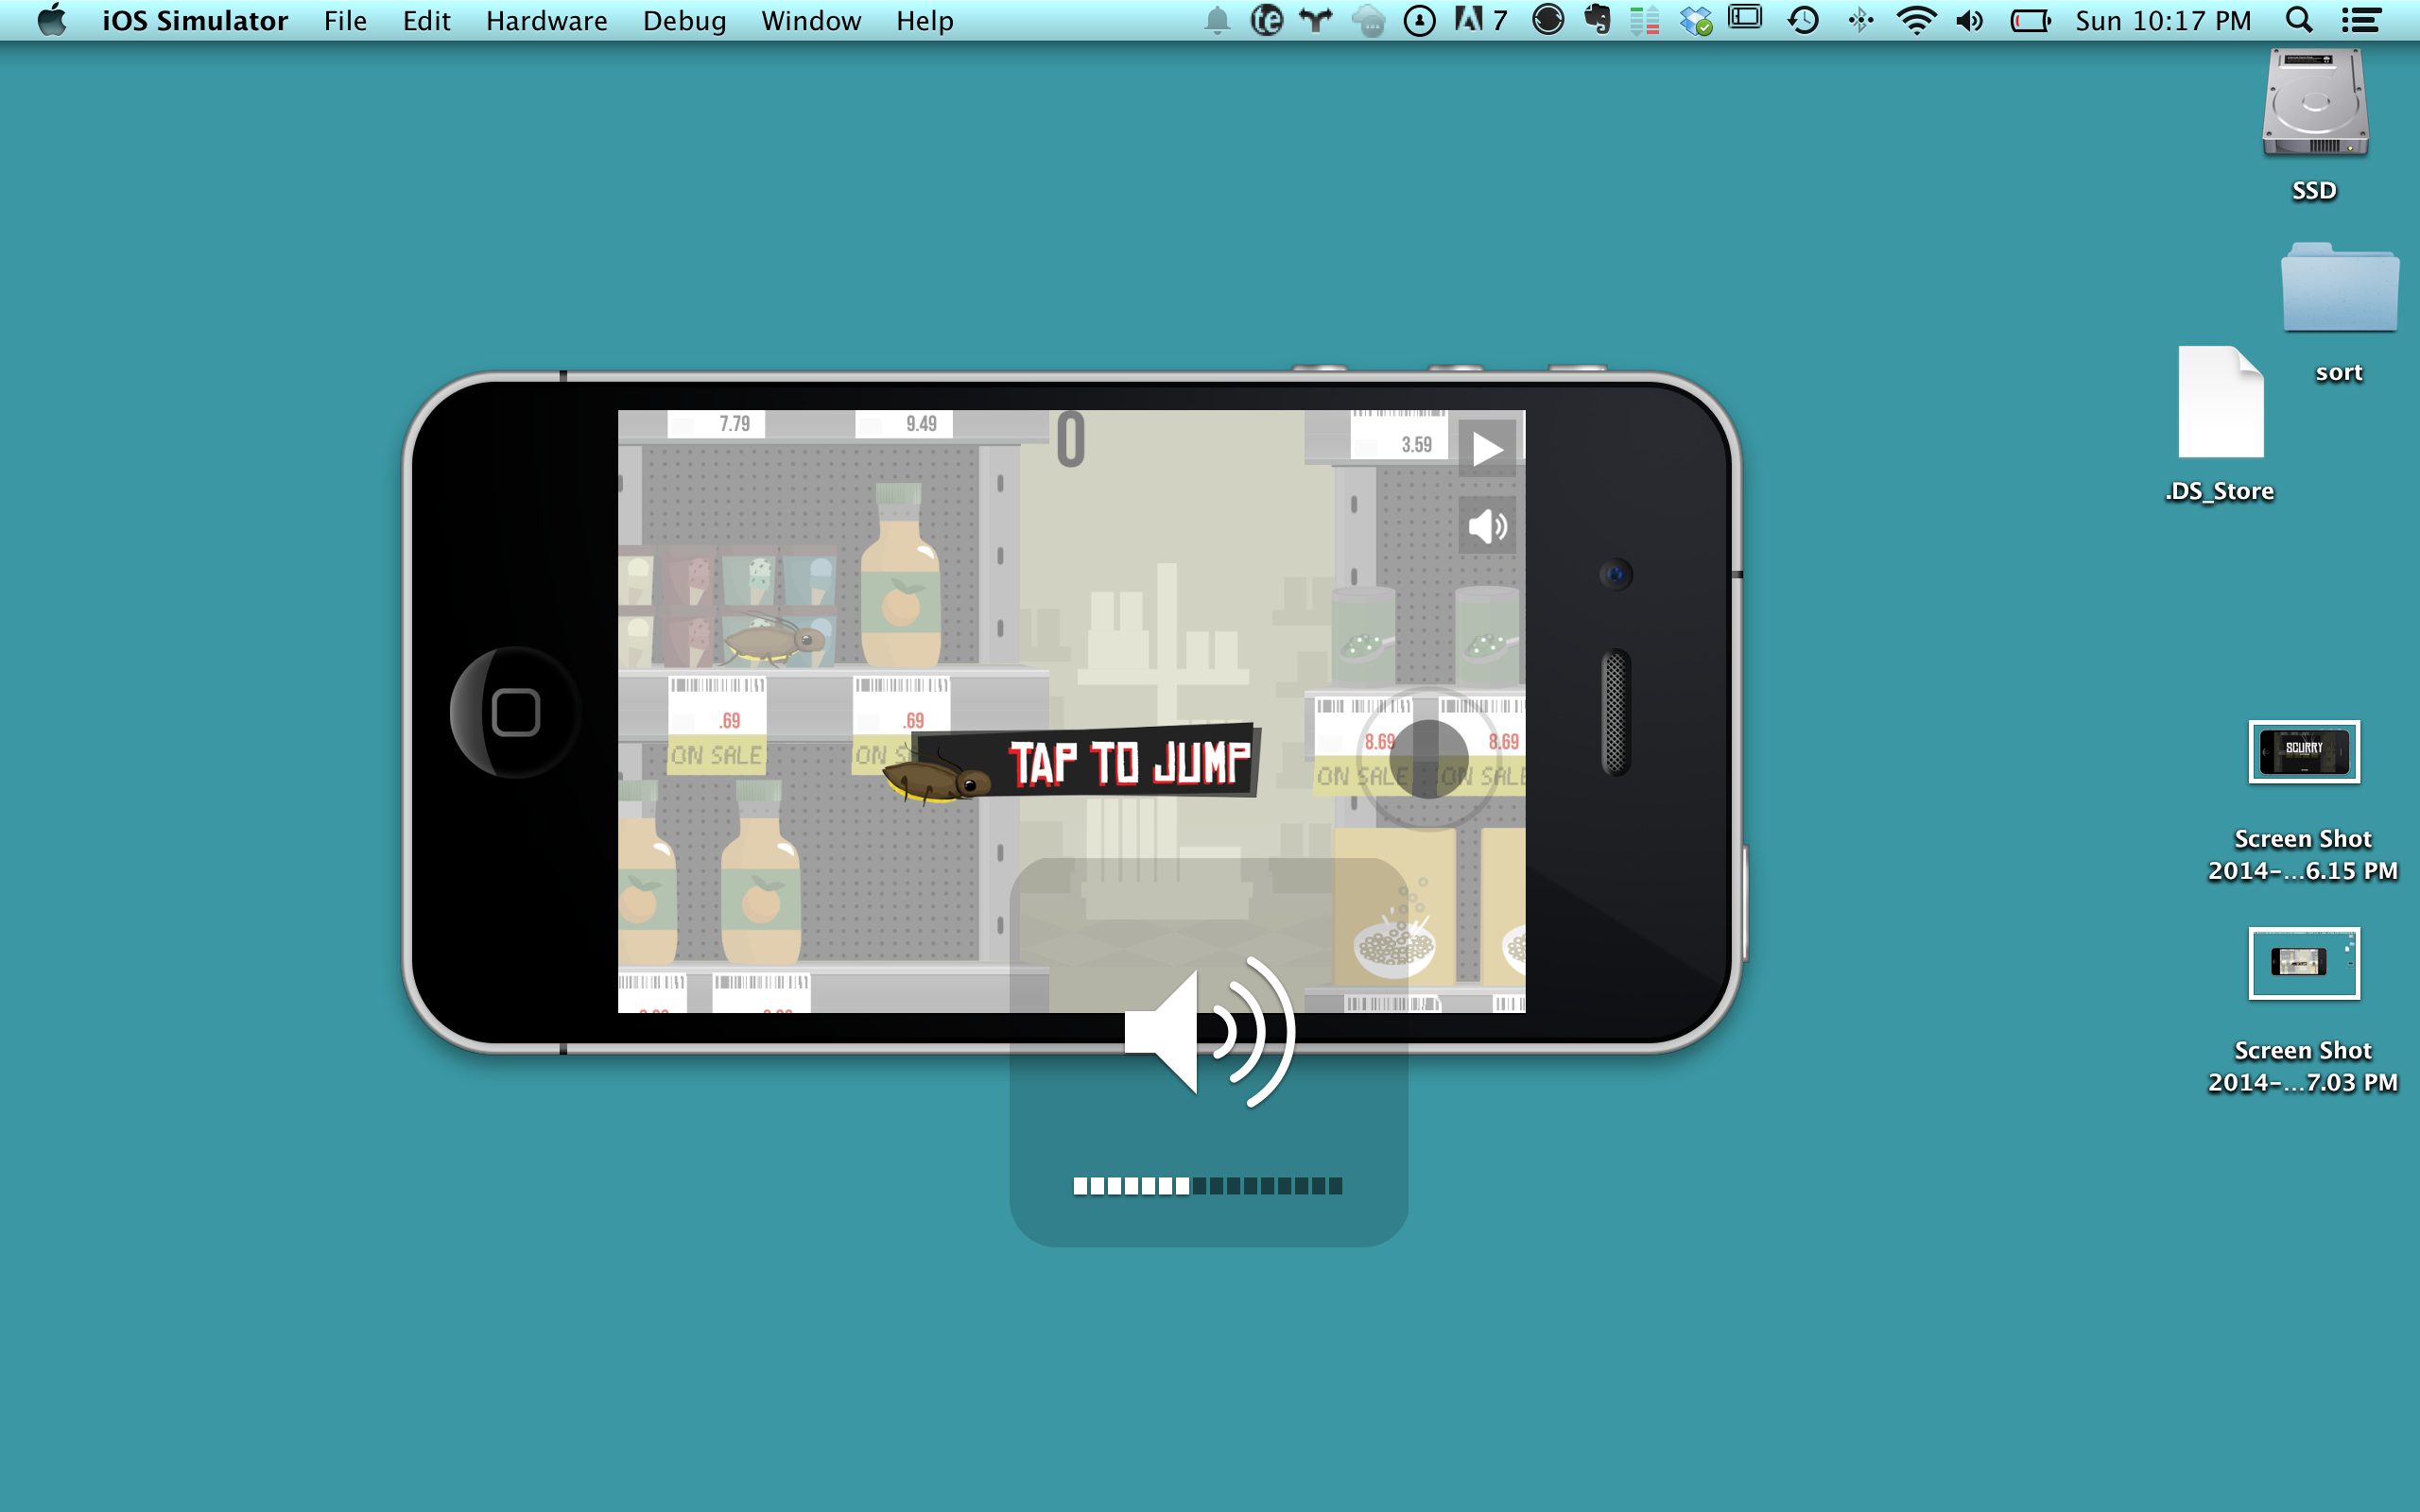 iOS Simulator File Edit Hardware Debug Window Help te 7 Sun 10:17 PM
SSD
sort
.DS_Store
7.79 9.49 0 3.59
.69 .69
ON SALE ON S
TAP TO JUMP
8.69 8.69
ON SALE ON SALE
SCURRY
Screen Shot
2014-...6.15 PM
Screen Shot
2014-...7.03 PM